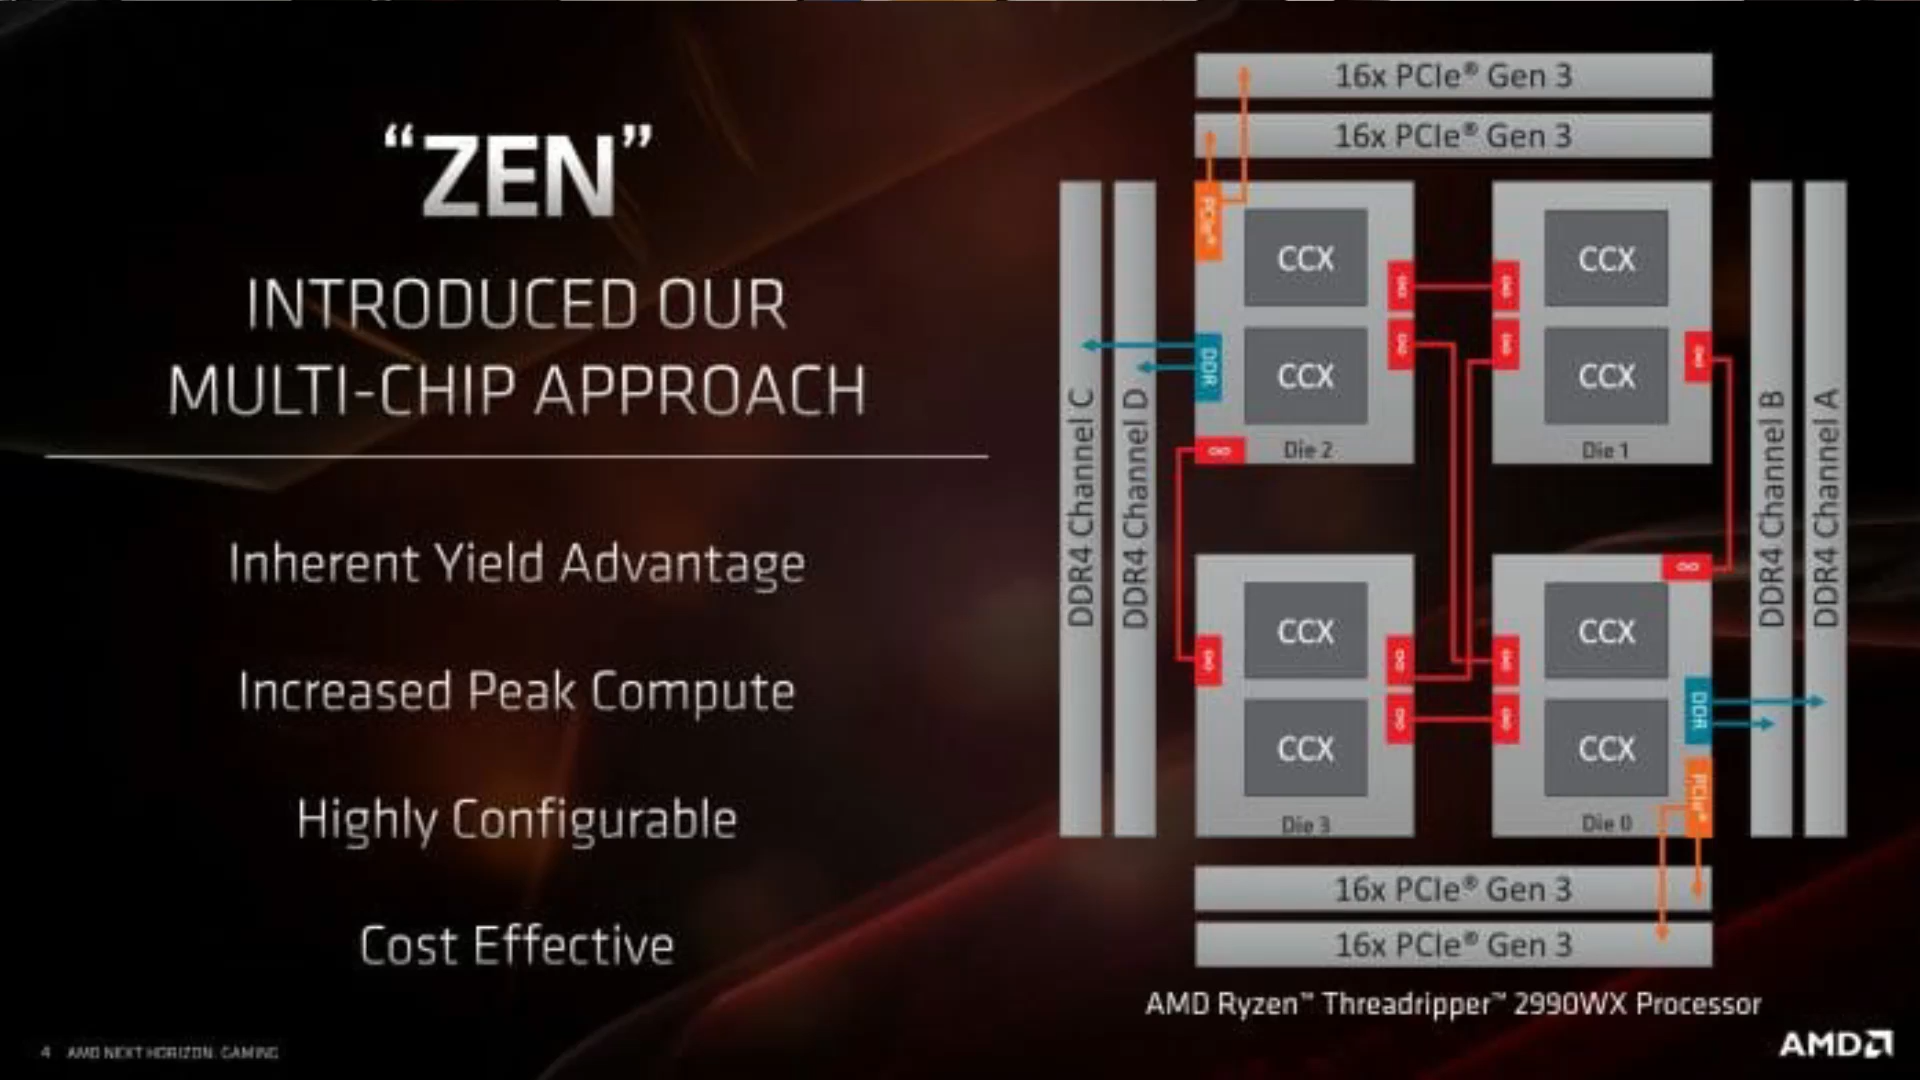 “ZEN”
INTRODUCED OUR
MULTI-CHIP APPROACH
Inherent Yield Advantage
Increased Peak Compute
Highly Configurable
Cost Effective
16x PCIe® Gen 3
16x PCIe® Gen 3
DDR4 Channel C
DDR4 Channel D
PCIe®
DDR
CCX
CCX
Die 2
CCX
CCX
Die 1
CCX
CCX
Die 3
CCX
CCX
Die 0
DDR
PCIe®
DDR4 Channel B
DDR4 Channel A
16x PCIe® Gen 3
16x PCIe® Gen 3
AMD Ryzen™ Threadripper™ 2990WX Processor
4 AMD NEXT HORIZON: GAMING
AMD